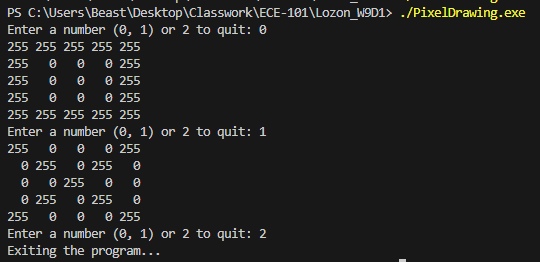 PS C:\Users\Beast\Desktop\Classwork\ECE-101\Lozon_W9D1> ./PixelDrawing.exe
Enter a number (0, 1) or 2 to quit: 0
255 255 255 255 255
255   0   0   0 255
255   0   0   0 255
255   0   0   0 255
255 255 255 255 255
Enter a number (0, 1) or 2 to quit: 1
255   0   0   0 255
  0 255   0 255   0
  0   0 255   0   0
  0 255   0 255   0
255   0   0   0 255
Enter a number (0, 1) or 2 to quit: 2
Exiting the program...